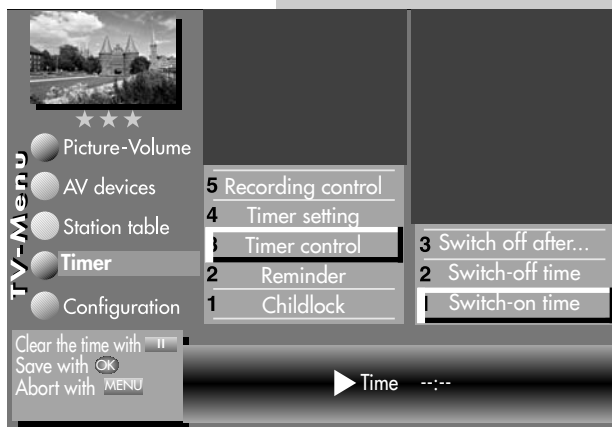 TV-Menu
Picture-Volume
AV devices
Station table
Timer
Configuration
5 Recording control
4 Timer setting
3 Timer control
2 Reminder
1 Childlock
3 Switch off after...
2 Switch-off time
1 Switch-on time
Clear the time with II
Save with OK
Abort with MENU
Time --:--